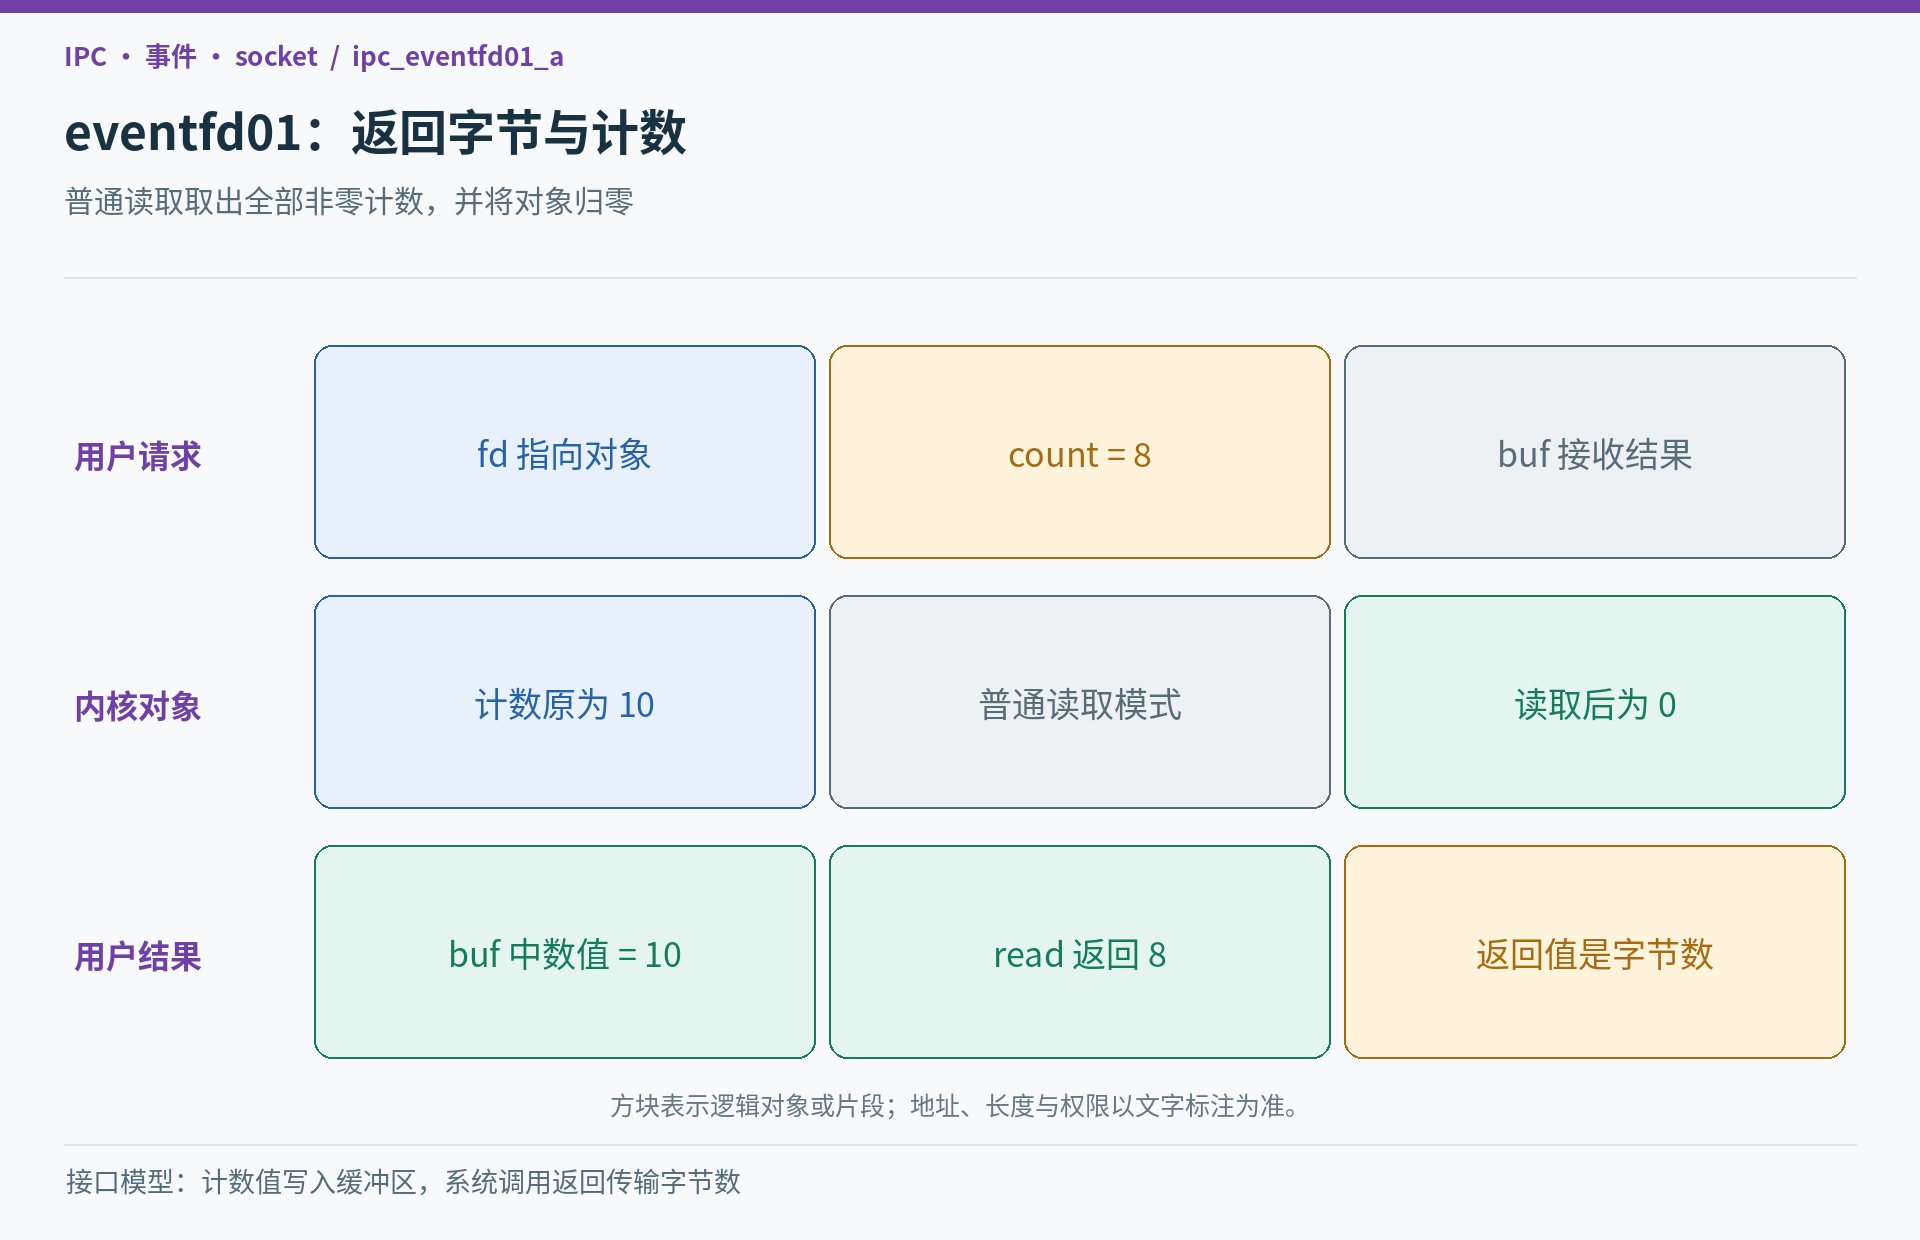 IPC · 事件 · socket / ipc_eventfd01_a
eventfd01：返回字节与计数
普通读取取出全部非零计数，并将对象归零
用户请求
fd 指向对象
count = 8
buf 接收结果
内核对象
计数原为 10
普通读取模式
读取后为 0
用户结果
buf 中数值 = 10
read 返回 8
返回值是字节数
方块表示逻辑对象或片段；地址、长度与权限以文字标注为准。
接口模型：计数值写入缓冲区，系统调用返回传输字节数